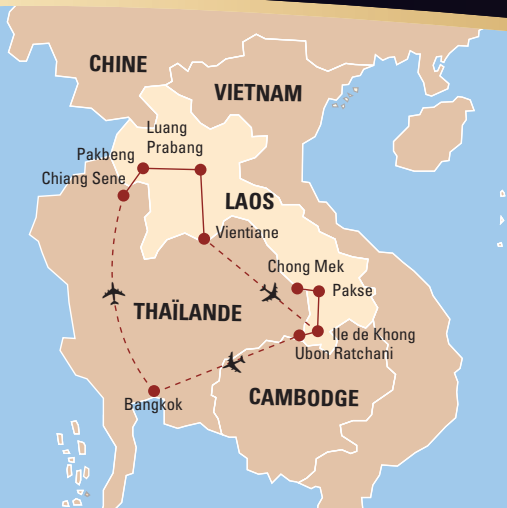 CHINE
VIETNAM
Luang
Prabang
Pakbeng
Chiang Sene
LAOS
Vientiane
Chong Mek
Pakse
THAÏLANDE
Ile de Khong
Ubon Ratchani
CAMBODGE
Bangkok